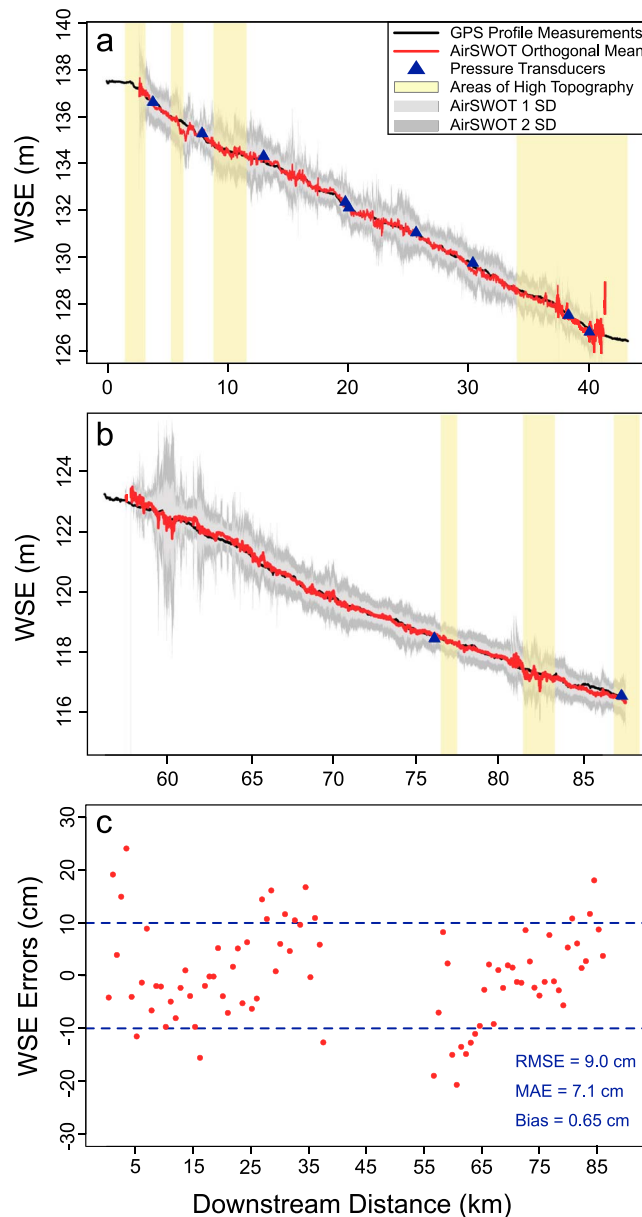 a
GPS Profile Measurements
AirSWOT Orthogonal Mean
Pressure Transducers
Areas of High Topography
AirSWOT 1 SD
AirSWOT 2 SD
WSE (m)
140
138
136
134
132
130
128
126
0 10 20 30 40
b
WSE (m)
124
122
120
118
116
60 65 70 75 80 85
c
WSE Errors (cm)
30
20
10
0
-10
-20
-30
RMSE = 9.0 cm
MAE = 7.1 cm
Bias = 0.65 cm
5 15 25 35 45 55 65 75 85
Downstream Distance (km)